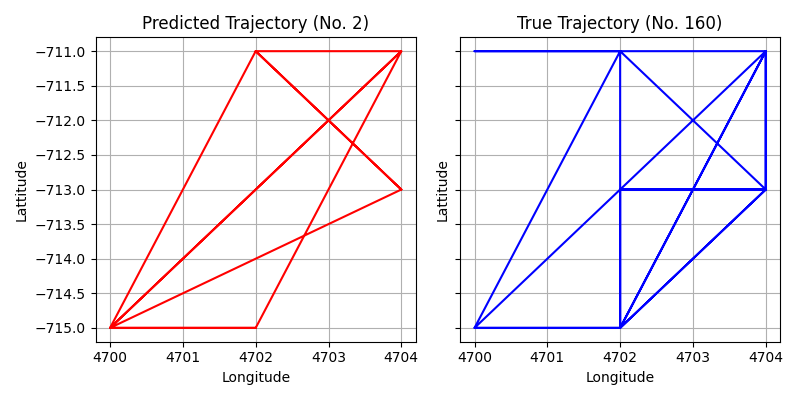 Predicted Trajectory (No. 2)
True Trajectory (No. 160)
Lattitude
−711.0
−711.5
−712.0
−712.5
−713.0
−713.5
−714.0
−714.5
−715.0
4700 4701 4702 4703 4704
Longitude
Lattitude
4700 4701 4702 4703 4704
Longitude